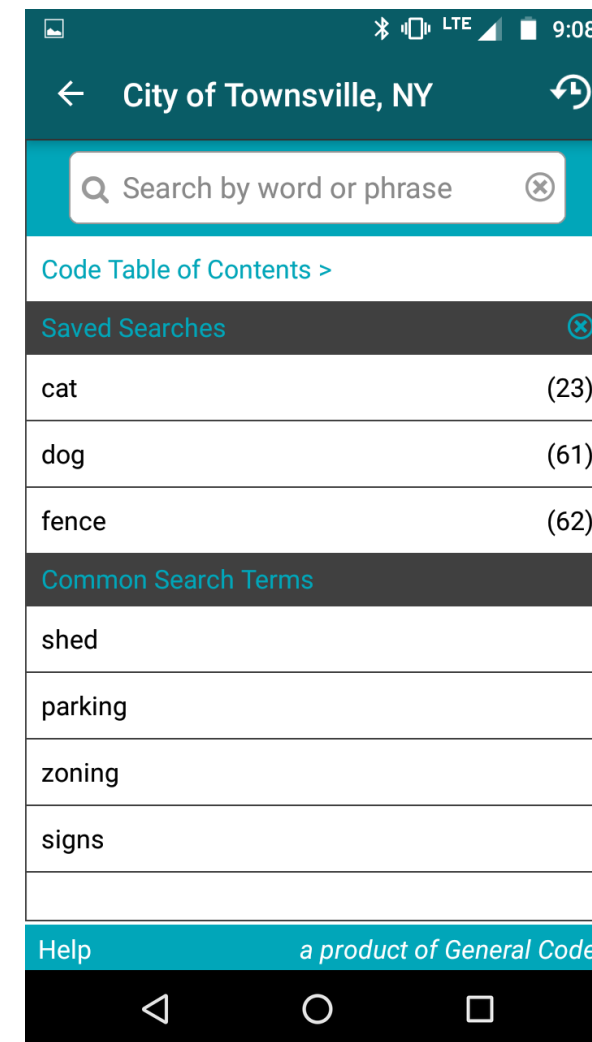 LTE 9:08
City of Townsville, NY
Search by word or phrase
Code Table of Contents >
Saved Searches
cat (23)
dog (61)
fence (62)
Common Search Terms
shed
parking
zoning
signs
Help a product of General Code